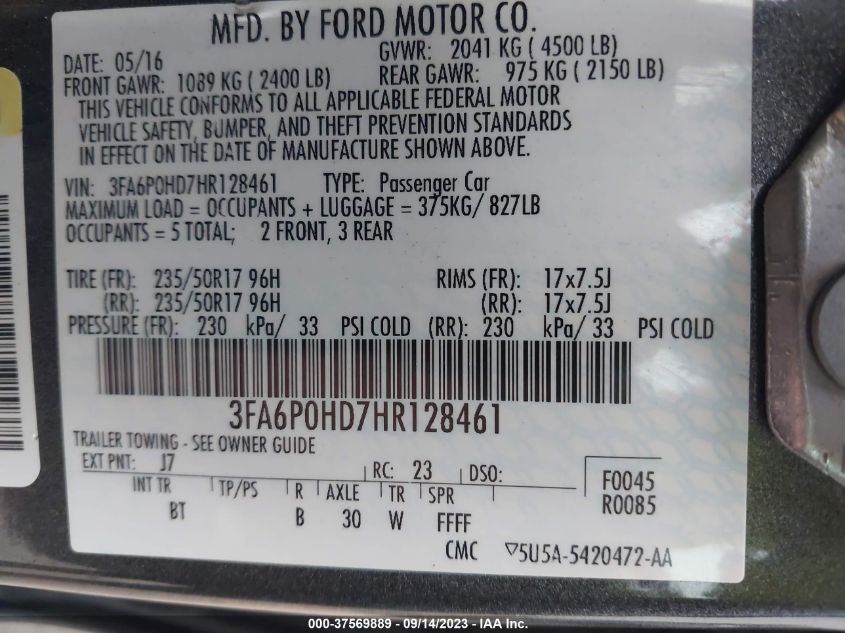 MFD. BY FORD MOTOR CO.
DATE: 05/16 GVWR: 2041 KG ( 4500 LB)
FRONT GAWR: 1089 KG ( 2400 LB) REAR GAWR: 975 KG ( 2150 LB)
THIS VEHICLE CONFORMS TO ALL APPLICABLE FEDERAL MOTOR
VEHICLE SAFETY, BUMPER, AND THEFT PREVENTION STANDARDS
IN EFFECT ON THE DATE OF MANUFACTURE SHOWN ABOVE.
VIN: 3FA6P0HD7HR128461 TYPE: Passenger Car
MAXIMUM LOAD = OCCUPANTS + LUGGAGE = 375KG/ 827LB
OCCUPANTS = 5 TOTAL; 2 FRONT, 3 REAR
TIRE (FR): 235/50R17 96H RIMS (FR): 17x7.5J
(RR): 235/50R17 96H (RR): 17x7.5J
PRESSURE (FR): 230 kPa/ 33 PSI COLD (RR): 230 kPa/ 33 PSI COLD
3FA6P0HD7HR128461
TRAILER TOWING - SEE OWNER GUIDE
EXT PNT: J7 RC: 23 DSO: F0045
INT TR TP/PS R AXLE TR SPR R0085
BT B 30 W FFFF
CMC ▽5U5A-5420472-AA
000-37569889 - 09/14/2023 - IAA Inc.